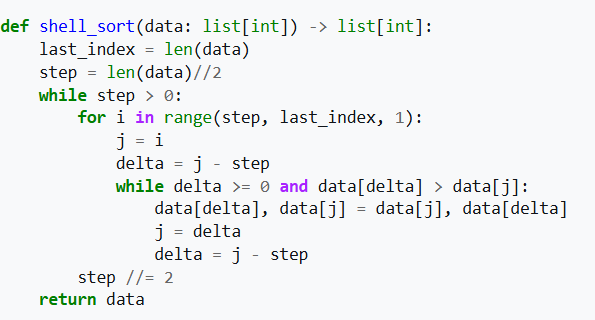 def shell_sort(data: list[int]) -> list[int]:
    last_index = len(data)
    step = len(data)//2
    while step > 0:
        for i in range(step, last_index, 1):
            j = i
            delta = j - step
            while delta >= 0 and data[delta] > data[j]:
                data[delta], data[j] = data[j], data[delta]
                j = delta
                delta = j - step
        step //= 2
    return data